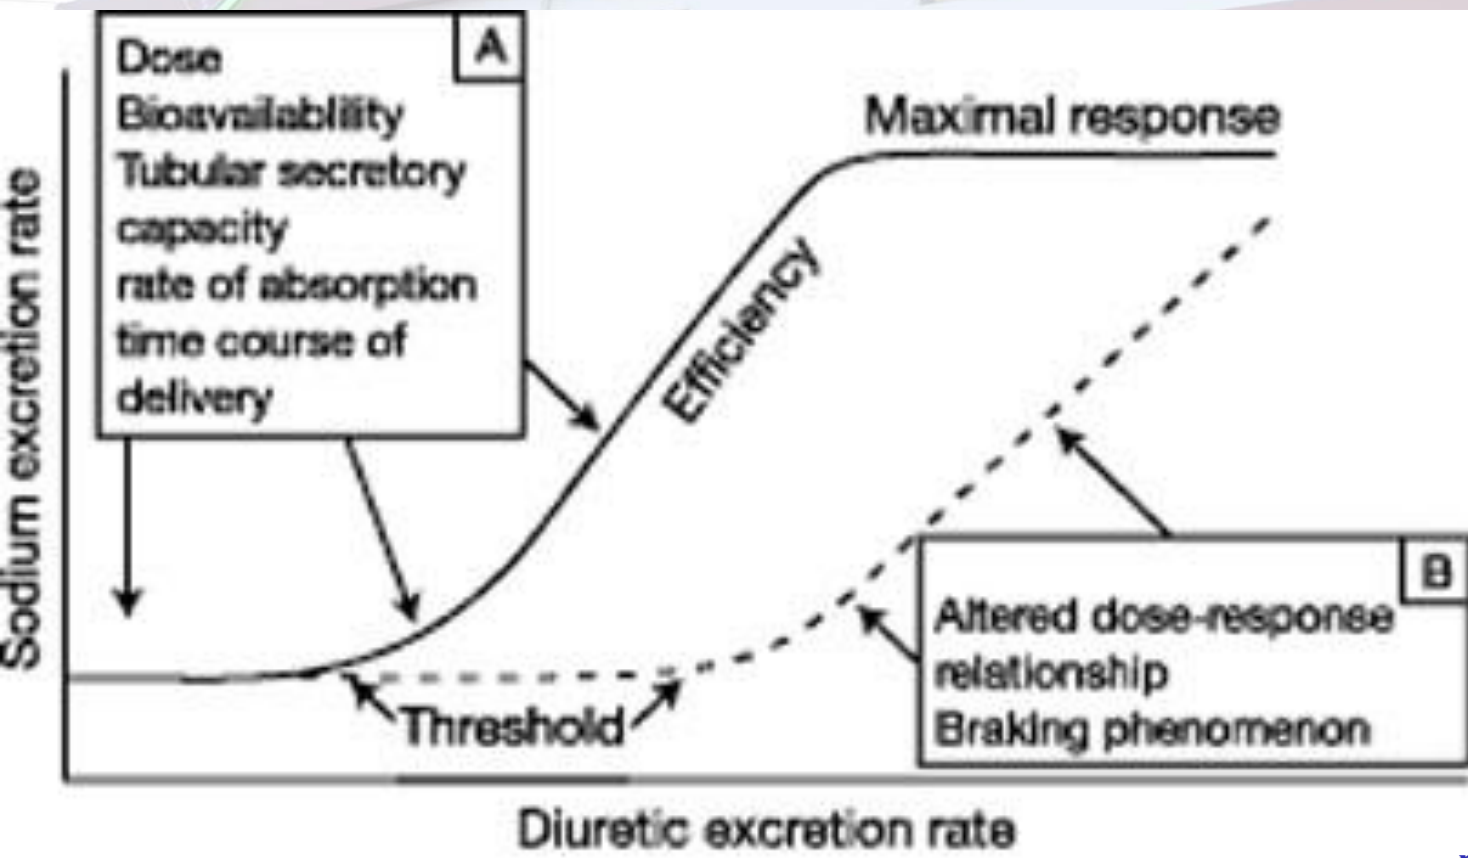 Sodium excretion rate
A
Dose
Bioavailablility
Tubular secretory
capacity
rate of absorption
time course of
delivery
Maximal response
Efficiency
Threshold
B
Altered dose-response
relationship
Braking phenomenon
Diuretic excretion rate